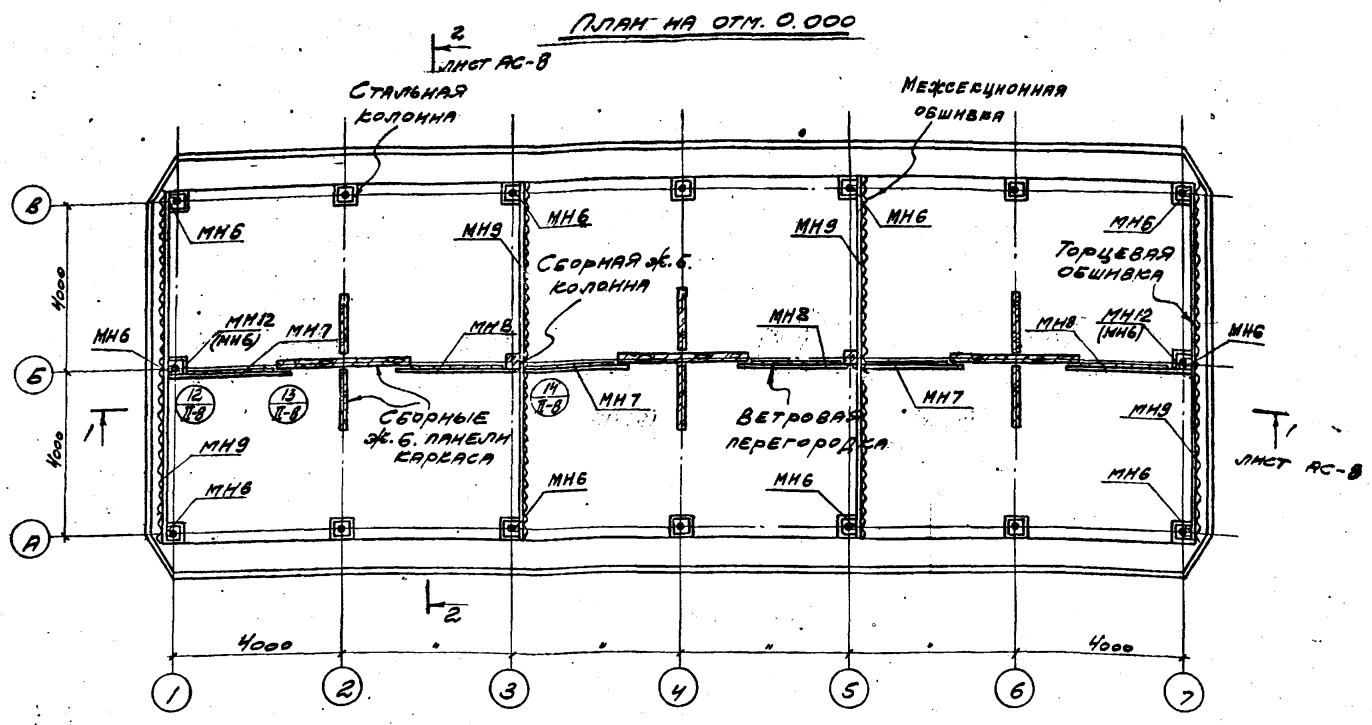 План на отм. 0.000
2
лист АС-8
Стальная
колонна
Межсекционная
обшивка
В
МН6
МН9
МН6
МН9
МН6
МН6
Торцевая
обшивка
4000
Сборная ж.б.
колонна
МН6
МН12
(МН6)
МН7
МН8
МН8
МН8
МН12
(МН6)
МН6
Б
12
II-8
13
II-8
14
II-8
МН7
МН7
1
Сборные
ж.б. панели
каркаса
Ветровая
перегородка
МН9
1
лист АС-8
4000
МН9
МН6
МН6
МН6
МН6
А
2
4000
"
"
"
"
4000
1
2
3
4
5
6
7